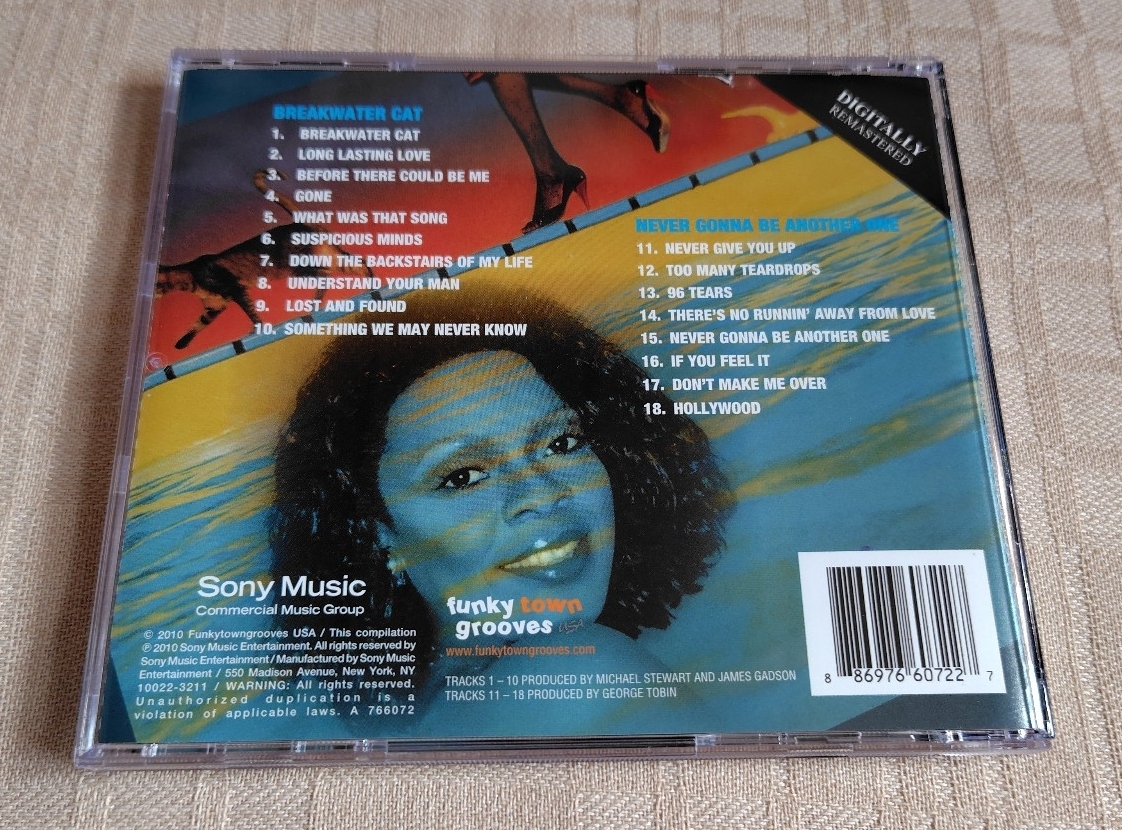 BREAKWATER CAT
1. BREAKWATER CAT
2. LONG LASTING LOVE
3. BEFORE THERE COULD BE ME
4. GONE
5. WHAT WAS THAT SONG
6. SUSPICIOUS MINDS
7. DOWN THE BACKSTAIRS OF MY LIFE
8. UNDERSTAND YOUR MAN
9. LOST AND FOUND
10. SOMETHING WE MAY NEVER KNOW
DIGITALLY
REMASTERED
NEVER GONNA BE ANOTHER ONE
11. NEVER GIVE YOU UP
12. TOO MANY TEARDROPS
13. 96 TEARS
14. THERE'S NO RUNNIN' AWAY FROM LOVE
15. NEVER GONNA BE ANOTHER ONE
16. IF YOU FEEL IT
17. DON'T MAKE ME OVER
18. HOLLYWOOD
Sony Music
Commercial Music Group
© 2010 Funkytowngrooves USA / This compilation
℗ 2010 Sony Music Entertainment. All rights reserved by
Sony Music Entertainment / Manufactured by Sony Music
Entertainment / 550 Madison Avenue, New York, NY
10022-3211 / WARNING: All rights reserved.
Unauthorized duplication is a
violation of applicable laws. A 766072
funky town
grooves USA
www.funkytowngrooves.com
TRACKS 1 – 10 PRODUCED BY MICHAEL STEWART AND JAMES GADSON
TRACKS 11 – 18 PRODUCED BY GEORGE TOBIN
8 86976 60722 7